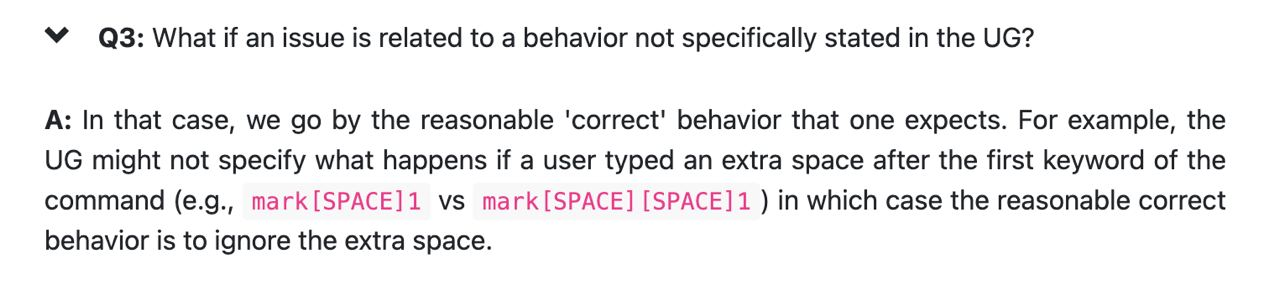 Q3: What if an issue is related to a behavior not specifically stated in the UG?
A: In that case, we go by the reasonable 'correct' behavior that one expects. For example, the
UG might not specify what happens if a user typed an extra space after the first keyword of the
command (e.g., mark[SPACE]1 vs mark[SPACE][SPACE]1 ) in which case the reasonable correct
behavior is to ignore the extra space.